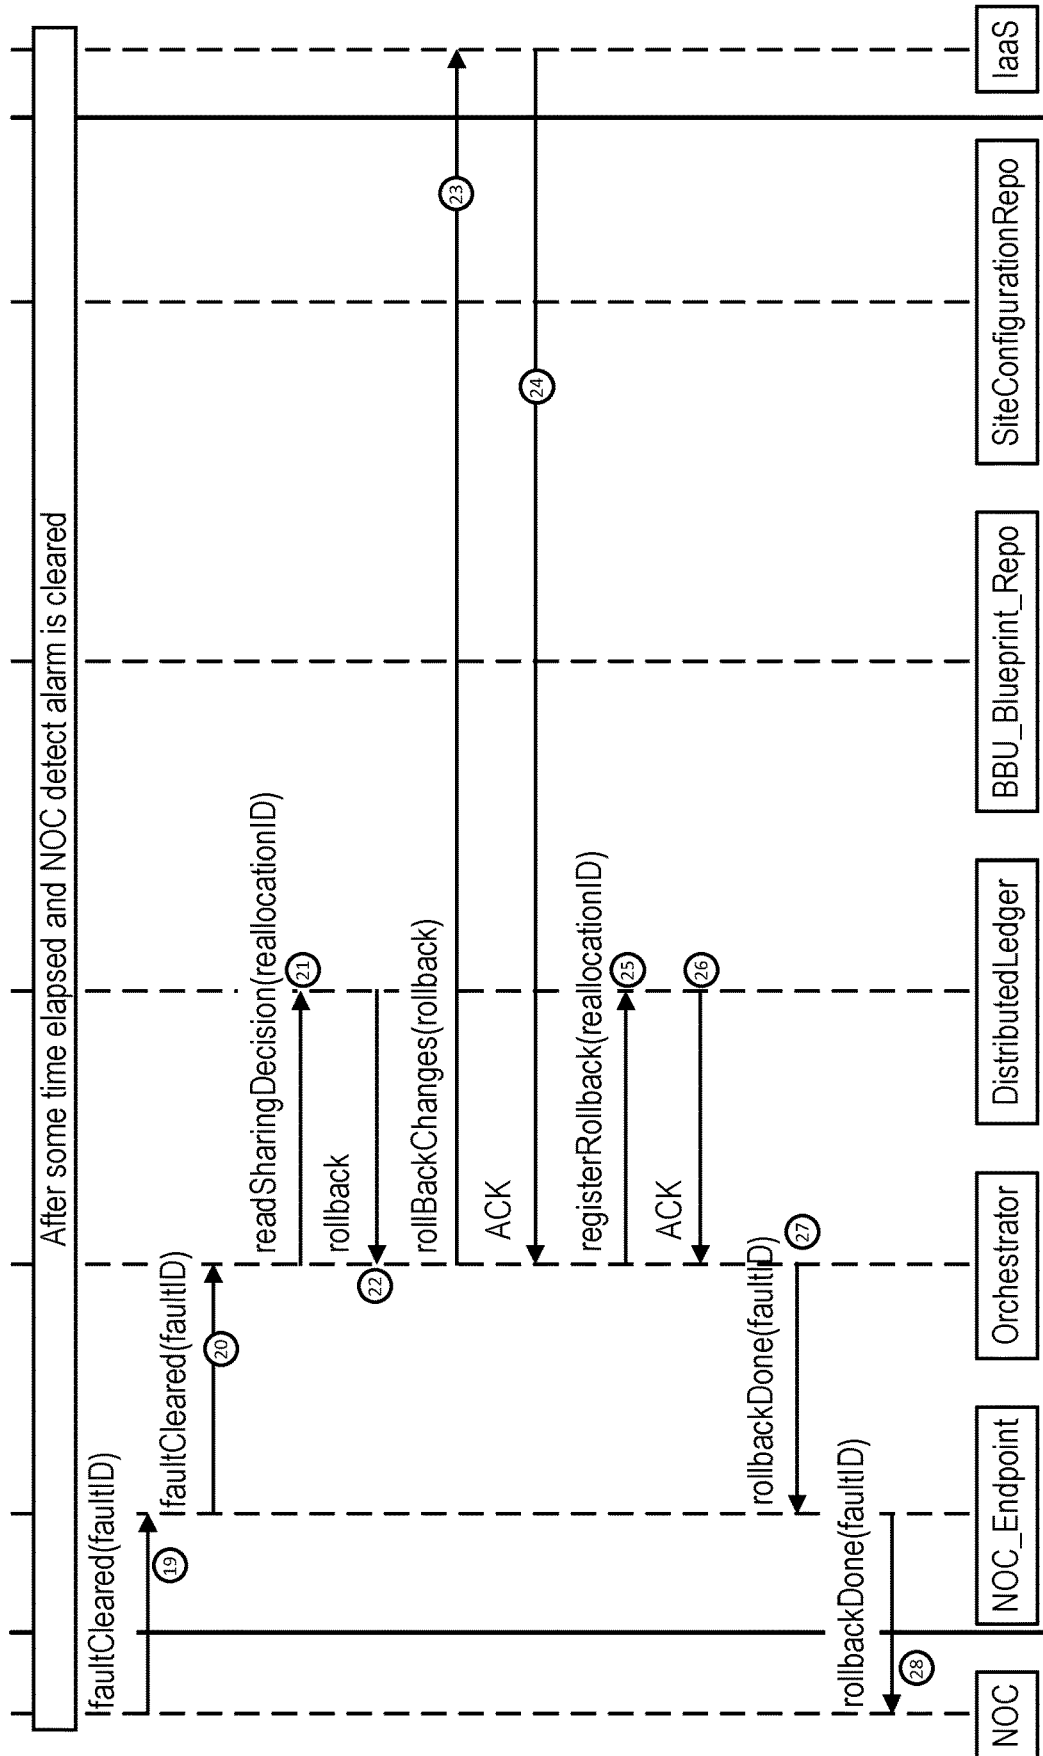 After some time elapsed and NOC detect alarm is cleared
faultCleared(faultID)
19
faultCleared(faultID)
20
readSharingDecision(reallocationID)
21
rollback
22
rollBackChanges(rollback)
23
ACK
24
registerRollback(reallocationID)
25
ACK
26
rollbackDone(faultID)
27
rollbackDone(faultID)
28
NOC
NOC_Endpoint
Orchestrator
DistributedLedger
BBU_Blueprint_Repo
SiteConfigurationRepo
IaaS